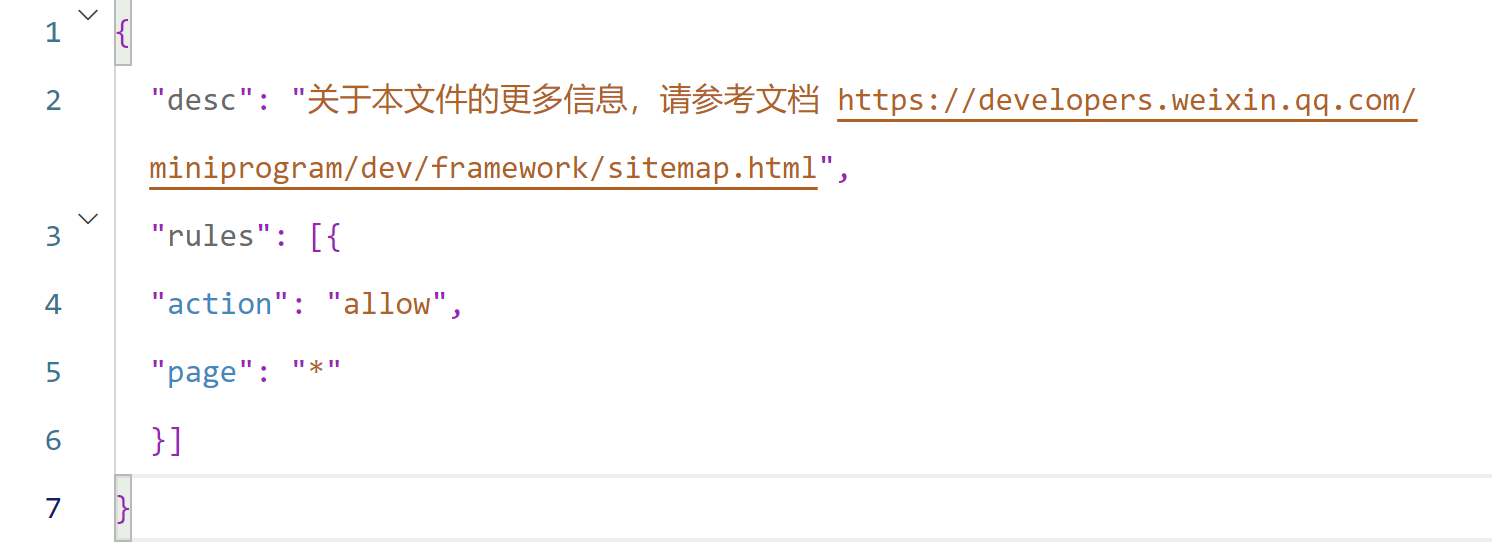 1 {
2 "desc": "关于本文件的更多信息，请参考文档 https://developers.weixin.qq.com/
miniprogram/dev/framework/sitemap.html",
3 "rules": [{
4 "action": "allow",
5 "page": "*"
6 }]
7 }